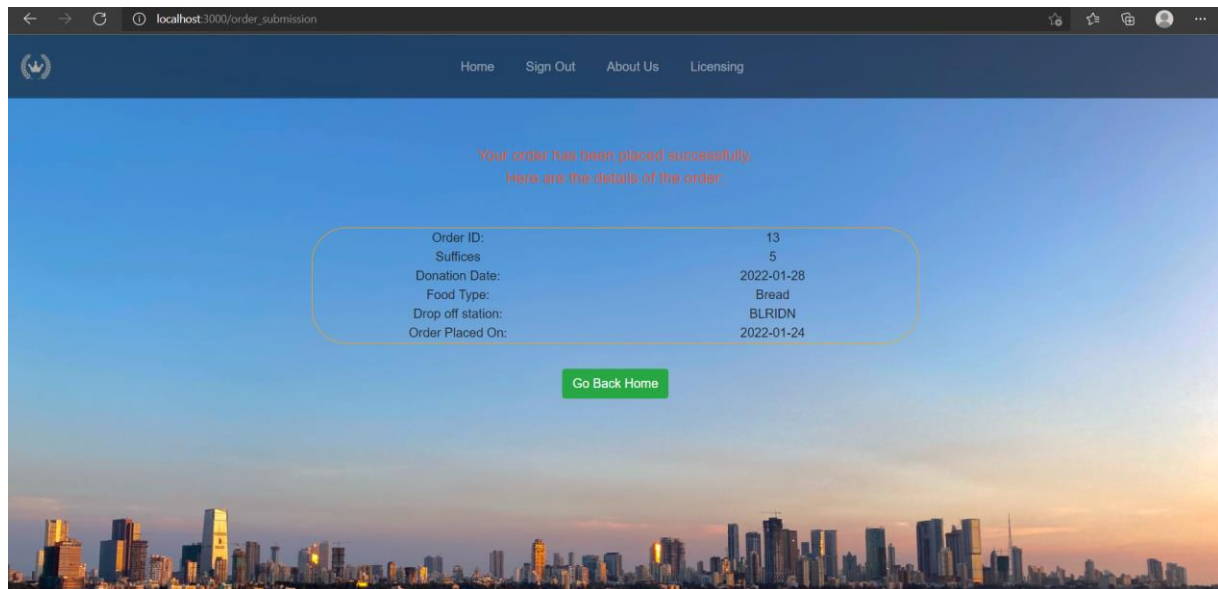 localhost:3000/order_submission
Home Sign Out About Us Licensing
Your order has been placed successfully.
Here are the details of the order:
Order ID: 13
Suffices 5
Donation Date: 2022-01-28
Food Type: Bread
Drop off station: BLRIDN
Order Placed On: 2022-01-24
Go Back Home